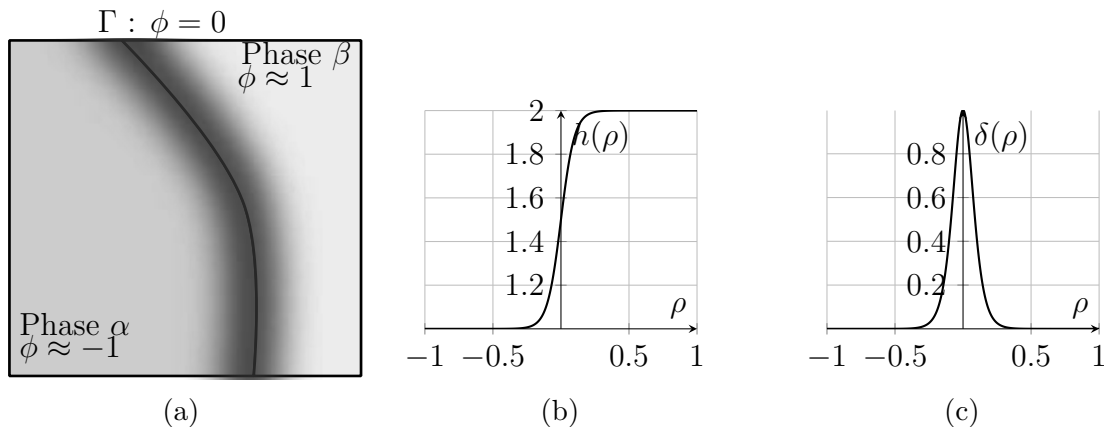 Γ : ϕ = 0
Phase β
ϕ ≈ 1
Phase α
ϕ ≈ −1
(a)
2
h(ρ)
1.8
1.6
1.4
1.2
ρ
−1 −0.5 0.5 1
(b)
δ(ρ)
0.8
0.6
0.4
0.2
ρ
−1 −0.5 0.5 1
(c)